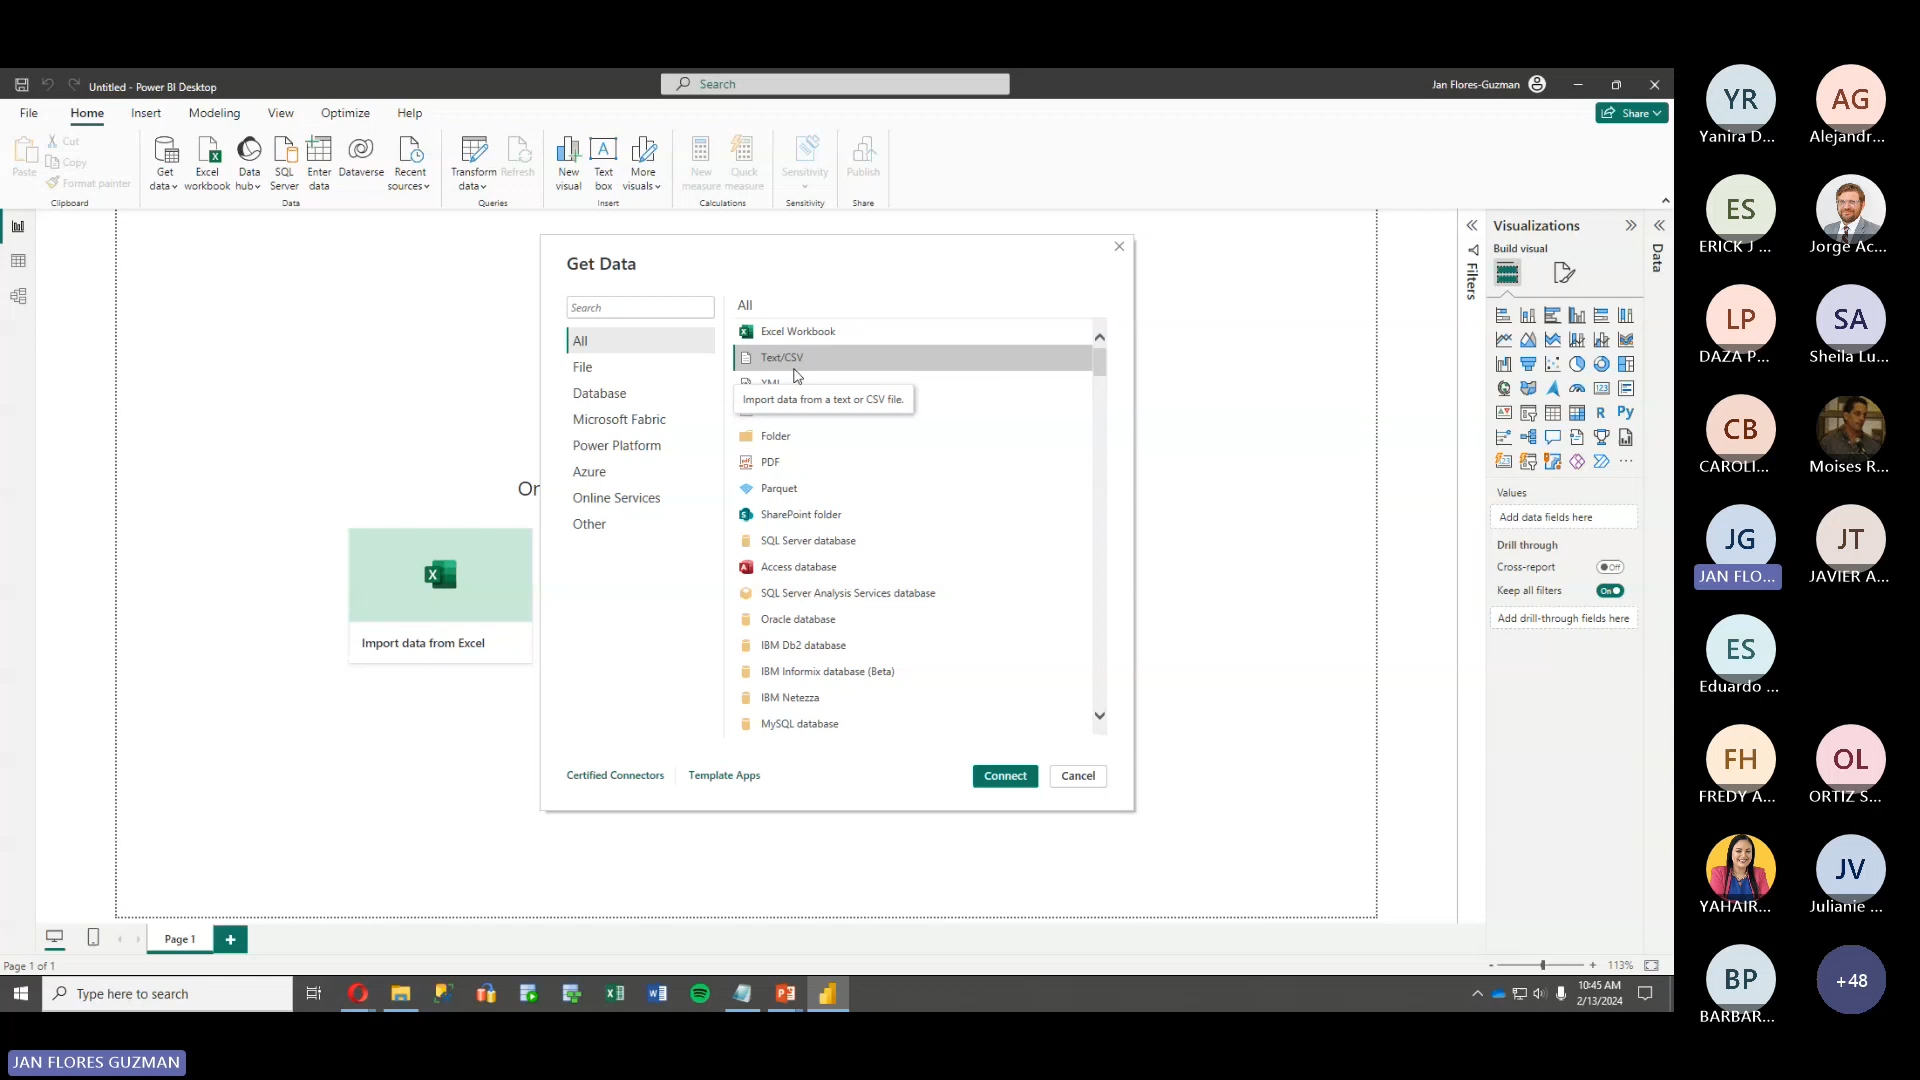 Untitled - Power BI Desktop
Search
Jan Flores-Guzman
File
Home
Insert
Modeling
View
Optimize
Help
Share
Paste
Cut
Copy
Format painter
Clipboard
Get data
Excel workbook
Data hub
SQL Server
Enter data
Dataverse
Recent sources
Data
Transform data
Refresh
Queries
New visual
Text box
More visuals
Insert
New measure
Quick measure
Calculations
Sensitivity
Sensitivity
Publish
Share
Get Data
Search
All
File
Database
Microsoft Fabric
Power Platform
Azure
Online Services
Other
All
Excel Workbook
Text/CSV
XML
Import data from a text or CSV file.
Folder
PDF
Parquet
SharePoint folder
SQL Server database
Access database
SQL Server Analysis Services database
Oracle database
IBM Db2 database
IBM Informix database (Beta)
IBM Netezza
MySQL database
Certified Connectors
Template Apps
Connect
Cancel
Or
Import data from Excel
Filters
Visualizations
Build visual
R
Py
Values
Add data fields here
Drill through
Cross-report
Off
Keep all filters
On
Add drill-through fields here
Data
Page 1
Page 1 of 1
113%
Type here to search
10:45 AM
2/13/2024
YR
Yanira D...
AG
Alejandr...
ES
ERICK J ...
Jorge Ac...
LP
DAZA P...
SA
Sheila Lu...
CB
CAROLI...
Moises R...
JG
JAN FLO...
JT
JAVIER A...
ES
Eduardo ...
FH
FREDY A...
OL
ORTIZ S...
YAHAIR...
JV
Julianie ...
BP
BARBAR...
+48
JAN FLORES GUZMAN